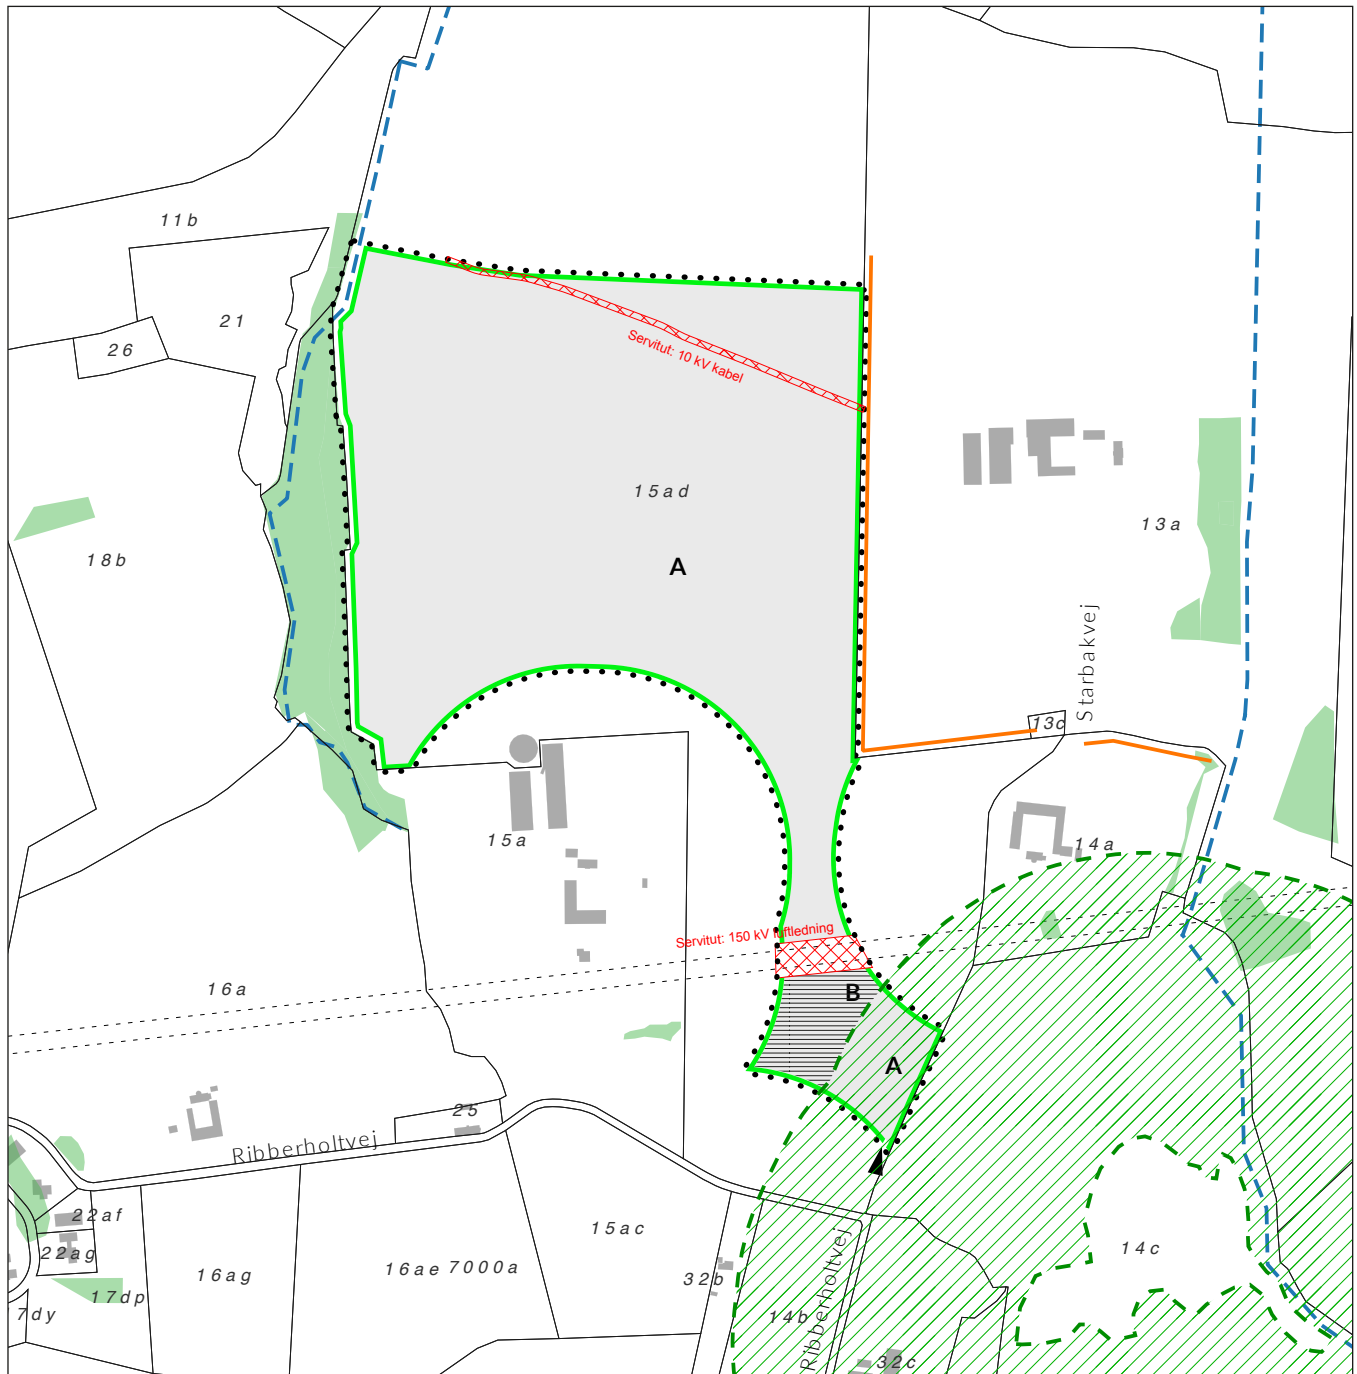 11b
21
26
Servitut: 10 kV kabel
15ad
13a
18b
A
Starbakvej
13c
15a
14a
Servitut: 150 kV luftledning
16a
B
A
25
Ribberholtvej
22af
15ac
22ag
14c
16ag
16ae
7000a
32b
17dp
7dy
14b
Ribberholtvej
32c